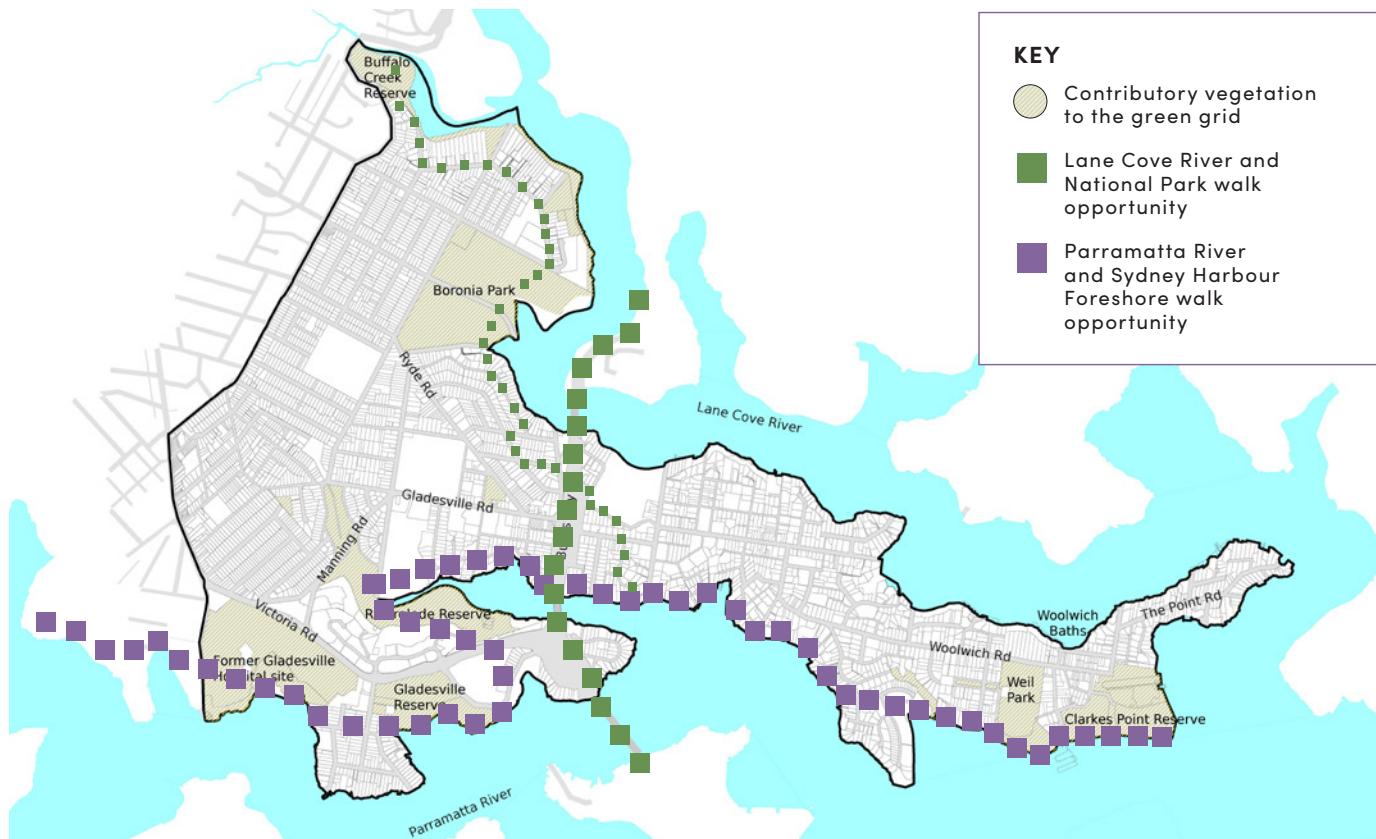 KEY
Contributory vegetation
to the green grid
Lane Cove River and
National Park walk
opportunity
Parramatta River
and Sydney Harbour
Foreshore walk
opportunity
Buffalo
Creek
Reserve
Boronia Park
Ryde Rd
Lane Cove River
Gladesville Rd
Manning Rd
Reserve
Victoria Rd
Former Gladesville
site
Gladesville
Reserve
Woolwich
Baths
The Point Rd
Woolwich Rd
Weil
Park
Clarkes Point Reserve
Parramatta River